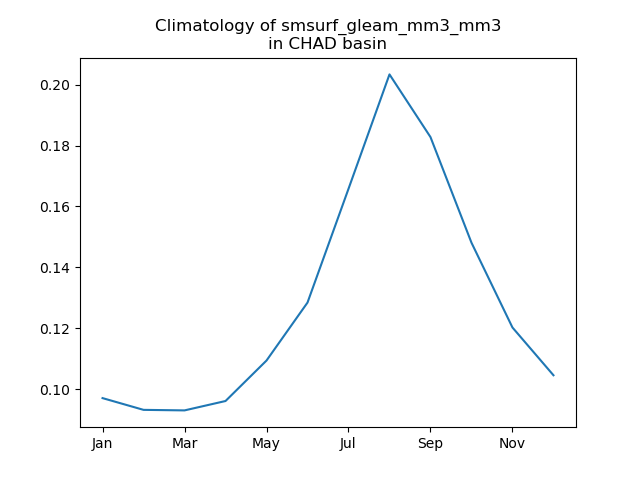 Climatology of smsurf_gleam_mm3_mm3
in CHAD basin
0.20
0.18
0.16
0.14
0.12
0.10
Jan Mar May Jul Sep Nov